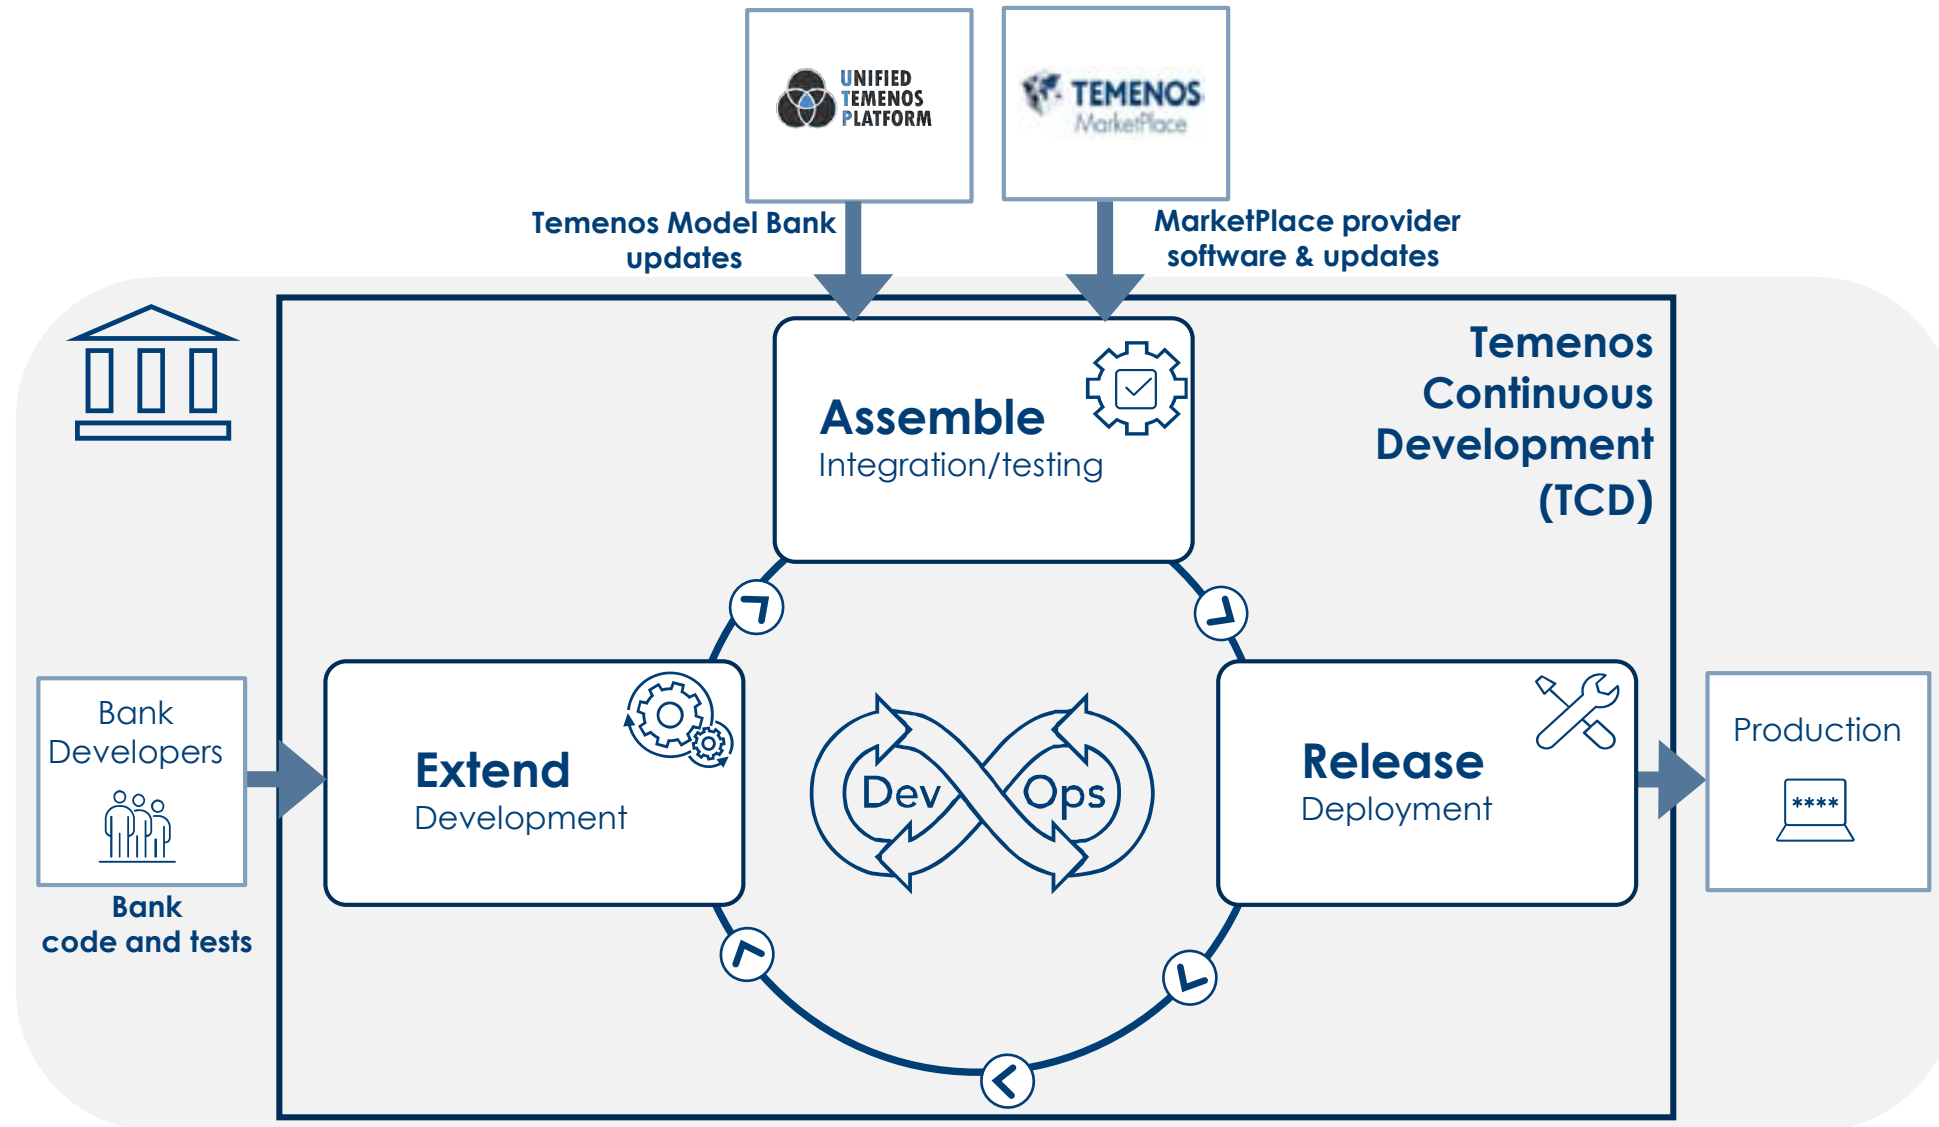 UNIFIED
TEMENOS
PLATFORM
TEMENOS
MarketPlace
Temenos Model Bank
updates
MarketPlace provider
software & updates
Temenos
Continuous
Development
(TCD)
Assemble
Integration/testing
Bank
Developers
Bank
code and tests
Extend
Development
Dev
Ops
Release
Deployment
Production
****